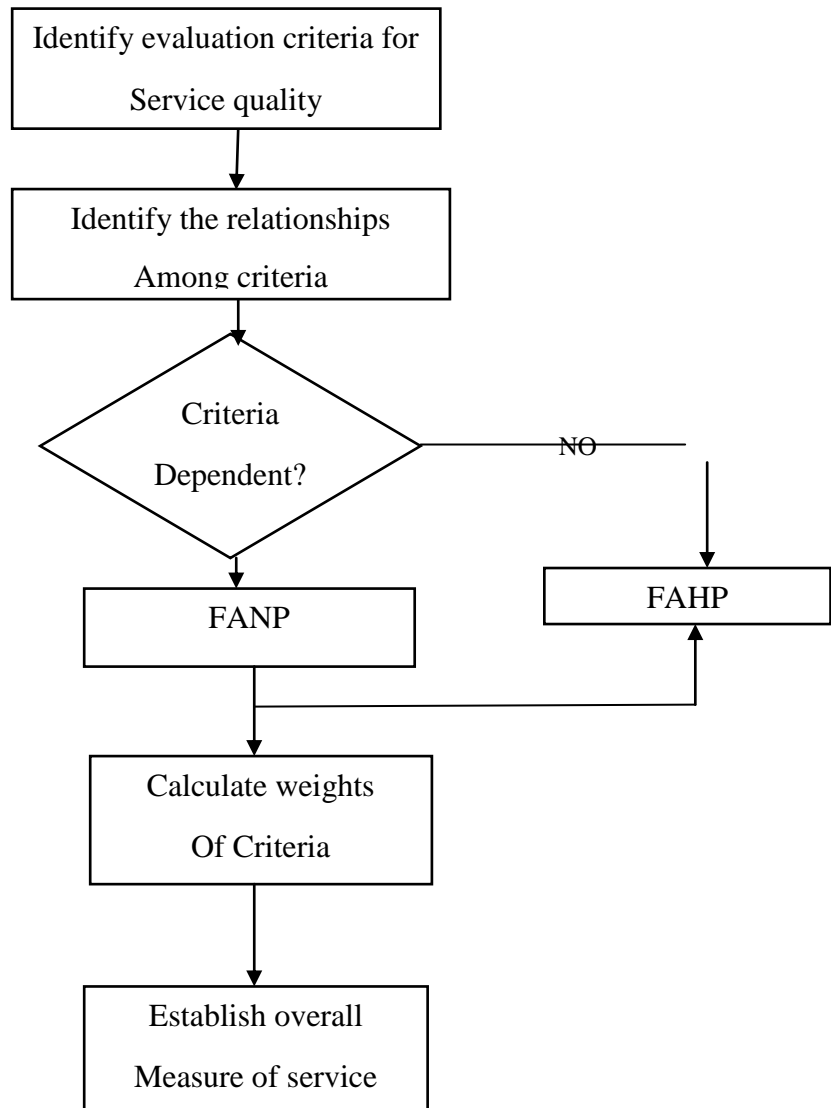 Identify evaluation criteria for
Service quality
Identify the relationships
Among criteria
Criteria
Dependent?
NO
FANP
FAHP
Calculate weights
Of Criteria
Establish overall
Measure of service